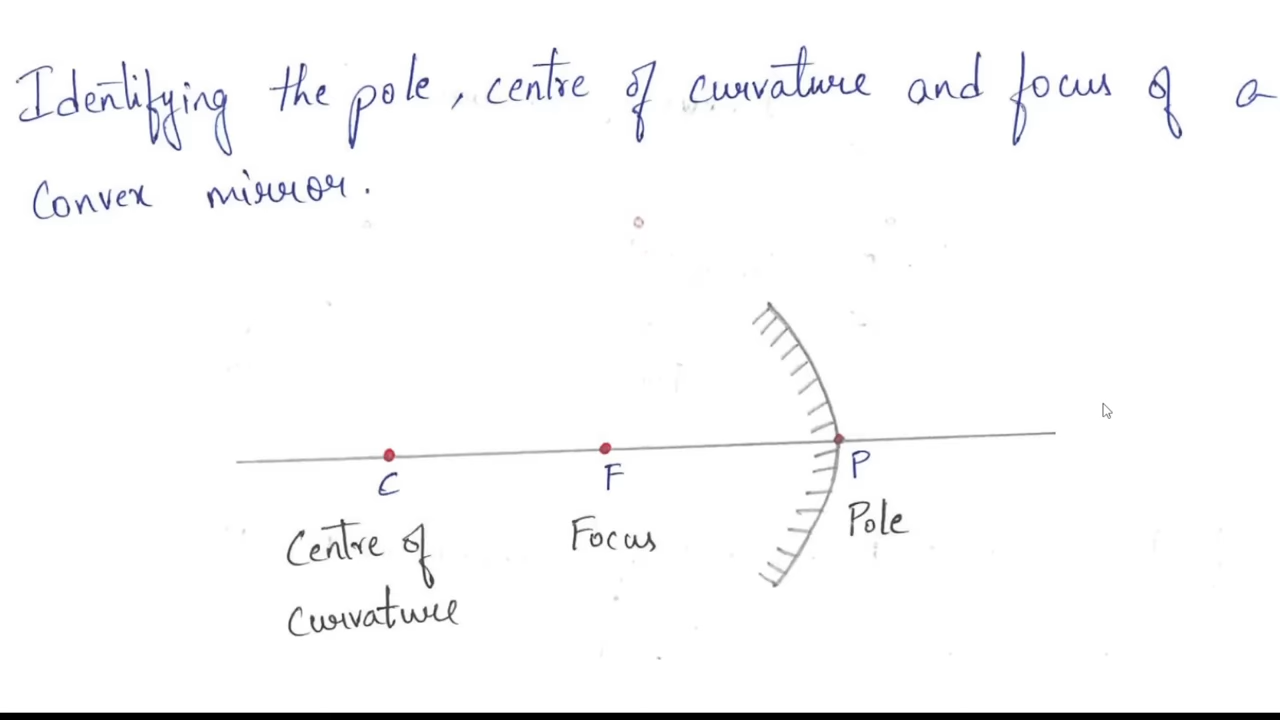 Identifying the pole, centre of curvature and focus of a
Convex mirror.
C
F
P
Centre of
curvature
Focus
Pole